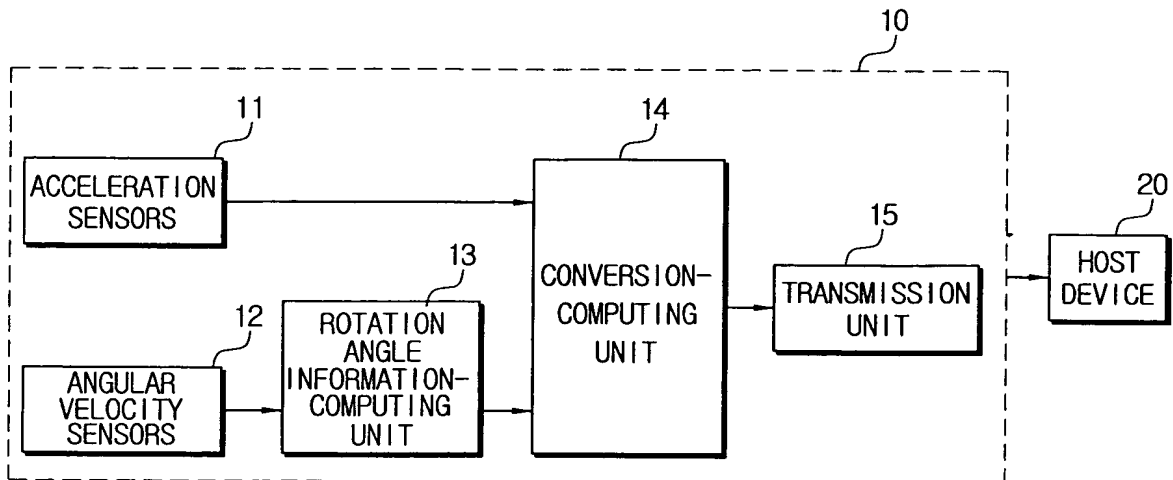 10
11
14
ACCELERATION
SENSORS
20
15
13
HOST
DEVICE
CONVERSION-
COMPUTING
UNIT
TRANSMISSION
UNIT
12
ROTATION
ANGLE
INFORMATION-
COMPUTING
UNIT
ANGULAR
VELOCITY
SENSORS